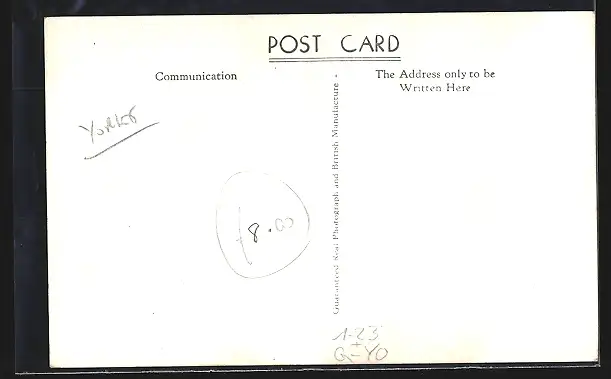 POST CARD
Communication
The Address only to be
Written Here
Yorks
£8.00
Guaranteed Real Photograph and British Manufacture -
1-23
G-YO